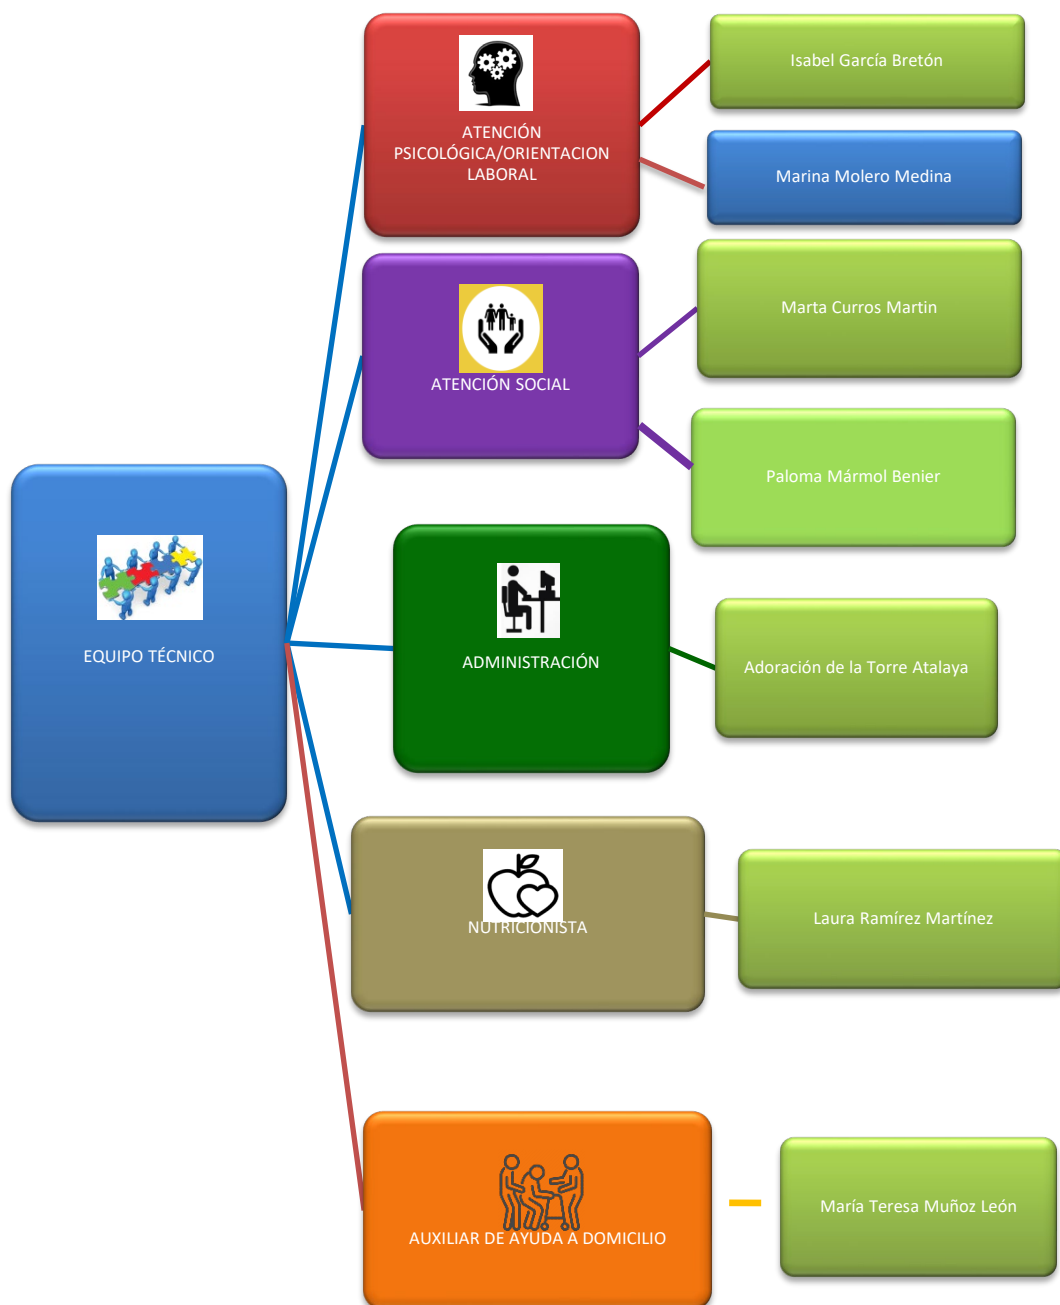 ATENCIÓN
PSICOLÓGICA/ORIENTACION
LABORAL
Isabel García Bretón
Marina Molero Medina
ATENCIÓN SOCIAL
Marta Curros Martin
Paloma Mármol Benier
EQUIPO TÉCNICO
ADMINISTRACIÓN
Adoración de la Torre Atalaya
NUTRICIONISTA
Laura Ramírez Martínez
AUXILIAR DE AYUDA A DOMICILIO
María Teresa Muñoz León